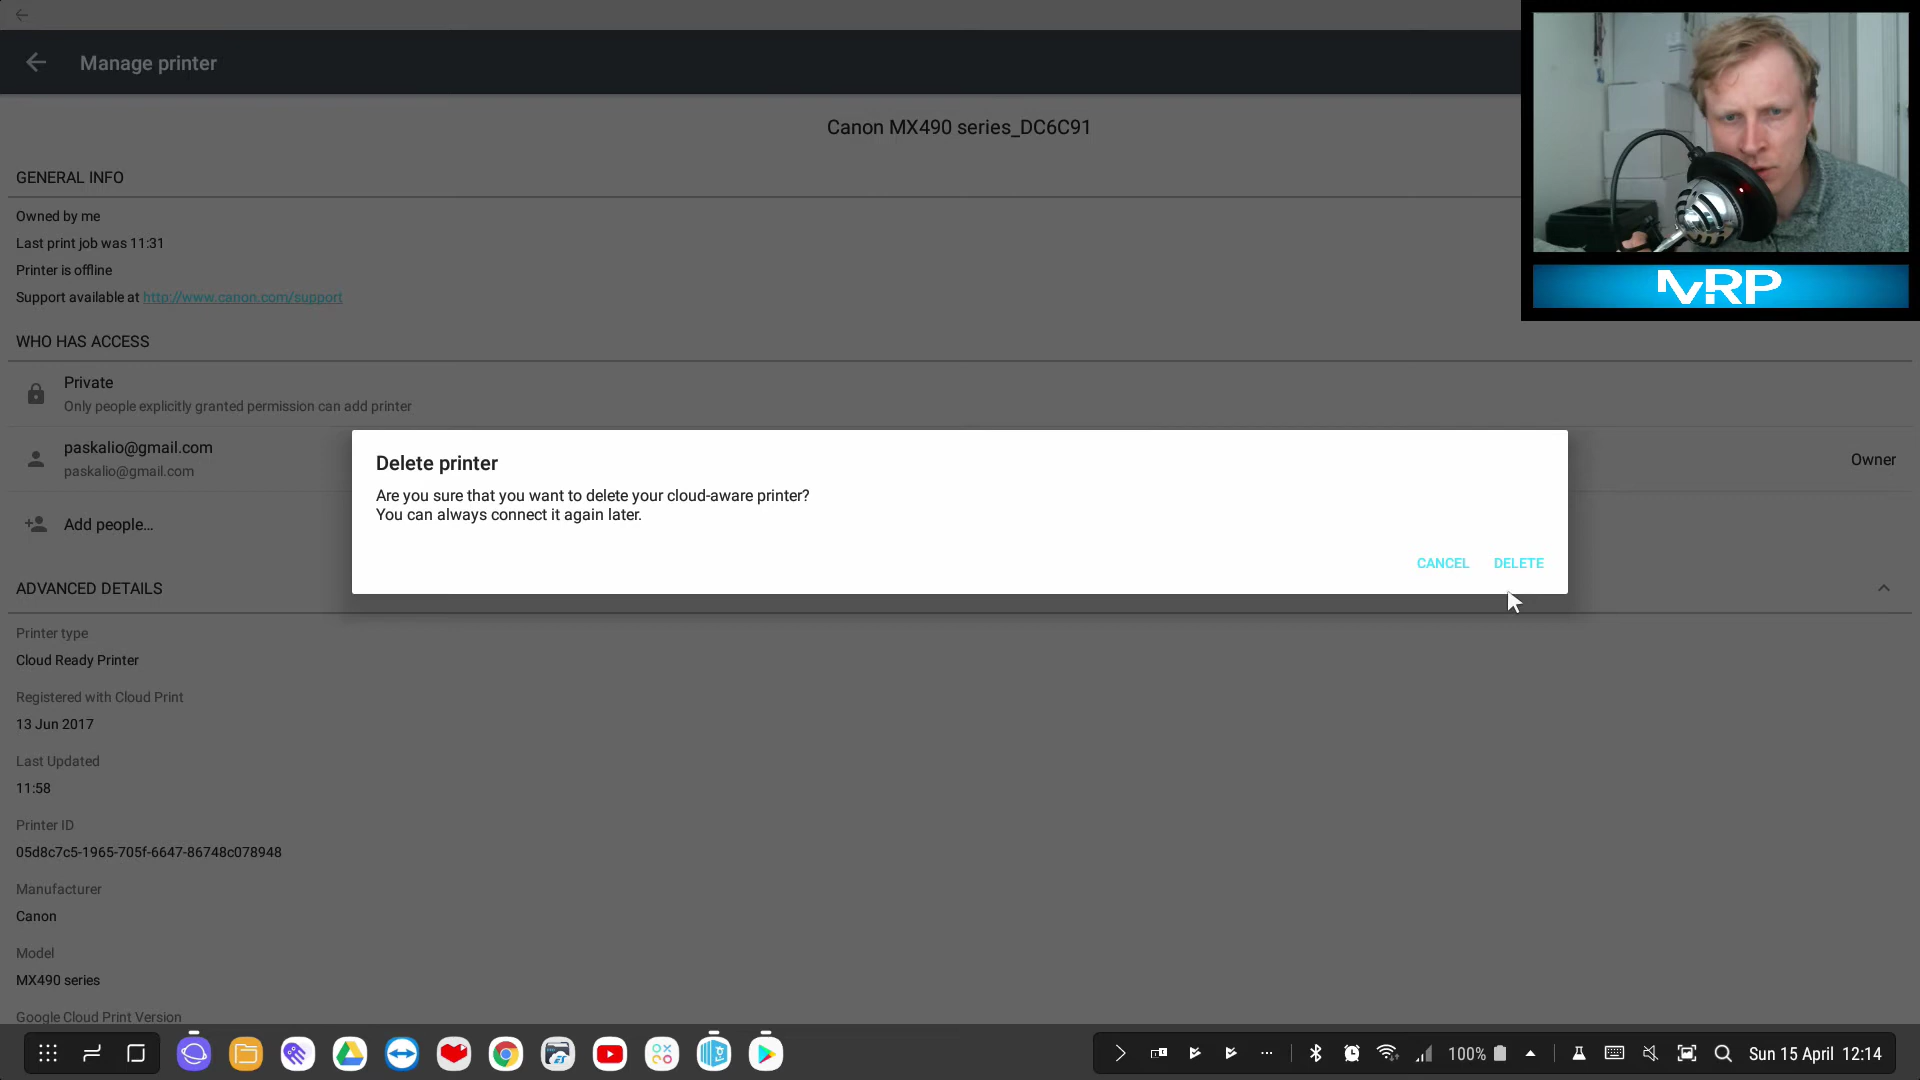 Manage printer
Canon MX490 series_DC6C91
GENERAL INFO
Owned by me
Last print job was 11:31
Printer is offline
Support available at http://www.canon.com/support
WHO HAS ACCESS
Private
Only people explicitly granted permission can add printer
paskalio@gmail.com
paskalio@gmail.com
Owner
Add people...
Delete printer
Are you sure that you want to delete your cloud-aware printer?
You can always connect it again later.
CANCEL DELETE
ADVANCED DETAILS
Printer type
Cloud Ready Printer
Registered with Cloud Print
13 Jun 2017
Last Updated
11:58
Printer ID
05d8c7c5-1965-705f-6647-86748c078948
Manufacturer
Canon
Model
MX490 series
Google Cloud Print Version
MRP
100%
Sun 15 April 12:14